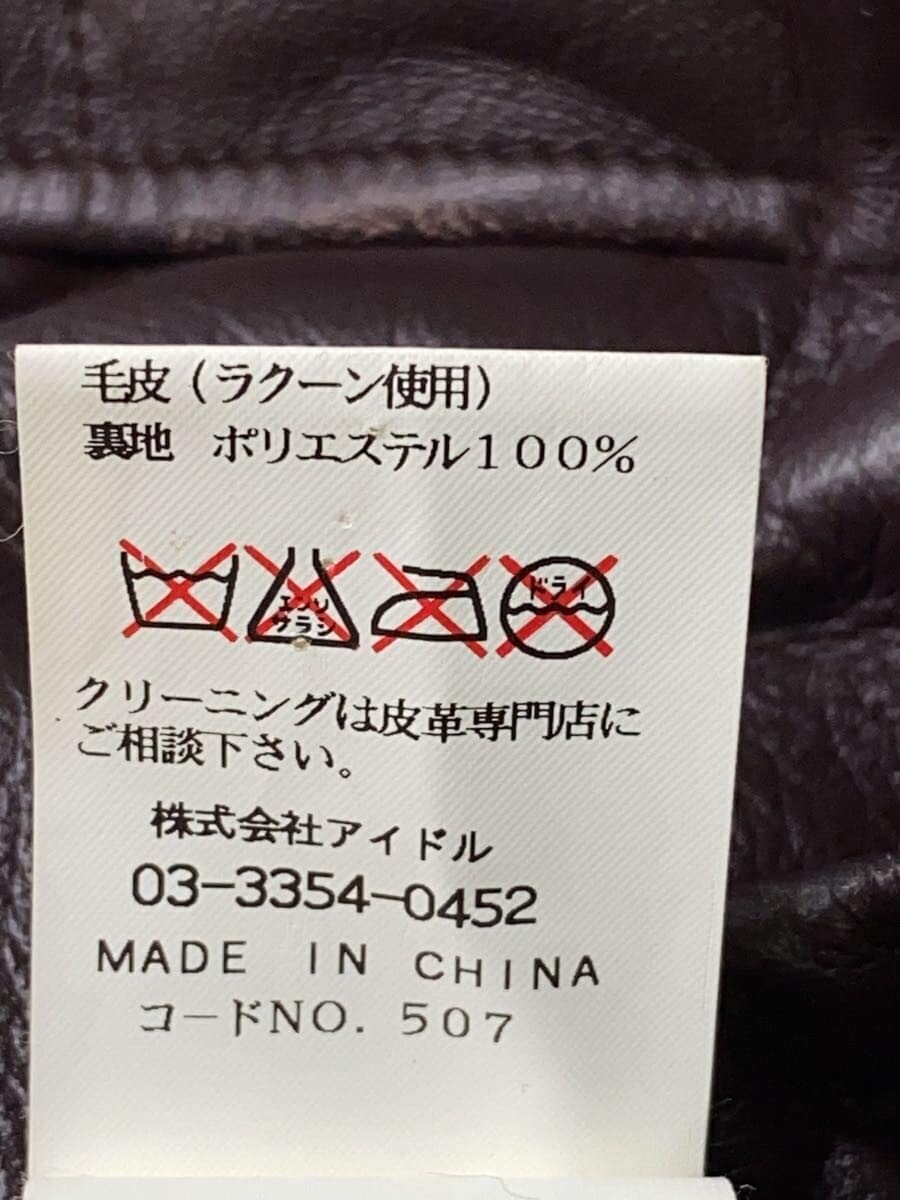 毛皮(ラクーン使用)
裏地 ポリエステル100%
エンソ
サラシ
ドライ
クリーニングは皮革専門店に
ご相談下さい。
株式会社アイドル
03-3354-0452
MADE IN CHINA
コードNO. 507